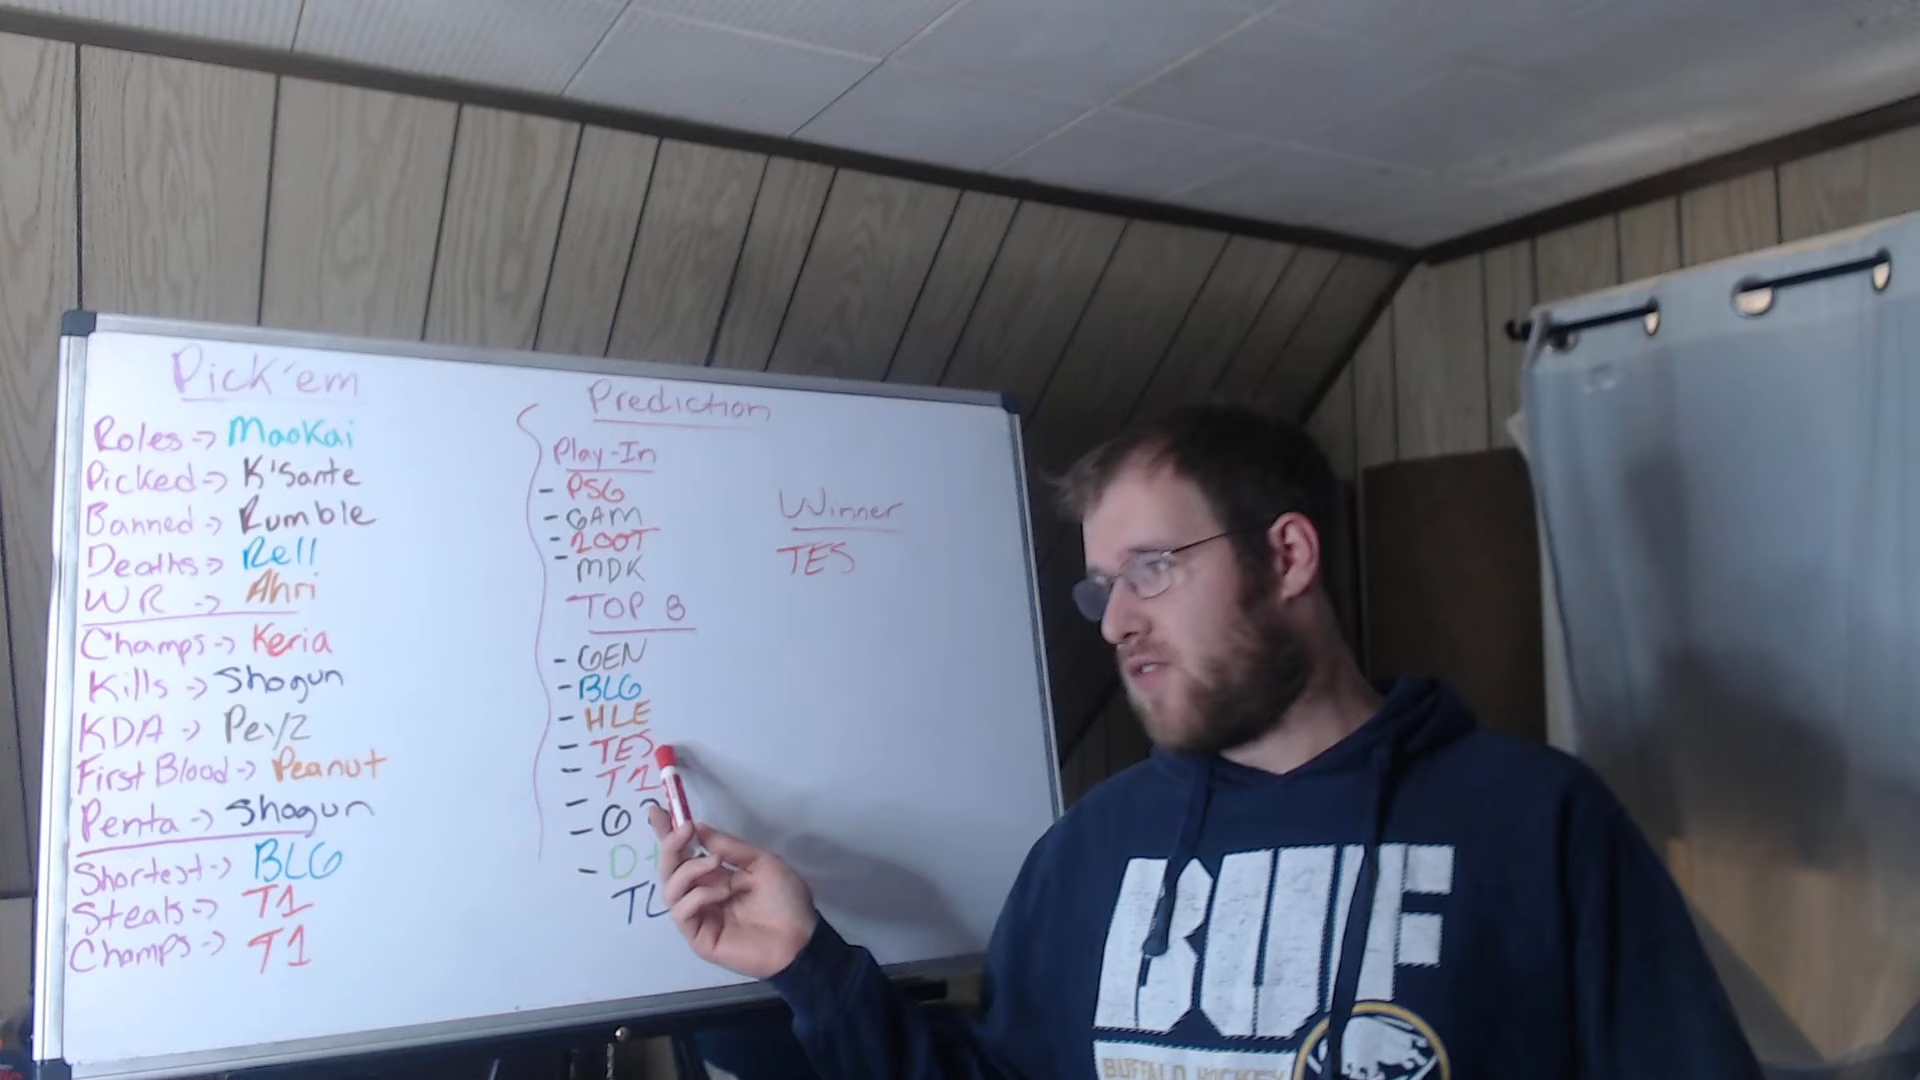 Pick'em
Roles -> Maokai
Picked -> K'Sante
Banned -> Rumble
Deaths -> Rell
WR -> Ahri
Champs -> Keria
Kills -> Shogun
KDA ->
First Blood -> Peanut
Penta -> Shogun
Shortest -> BLG
Steals -> T1
Champs -> T1
Prediction
Play-In
- PSG
- GAM
- 100T
- MDK
TOP 8
- GEN
- BLG
- HLE
- TES
- T1
- G
- D
TL
Winner
TES
BUF
BUFFALO HOCKEY